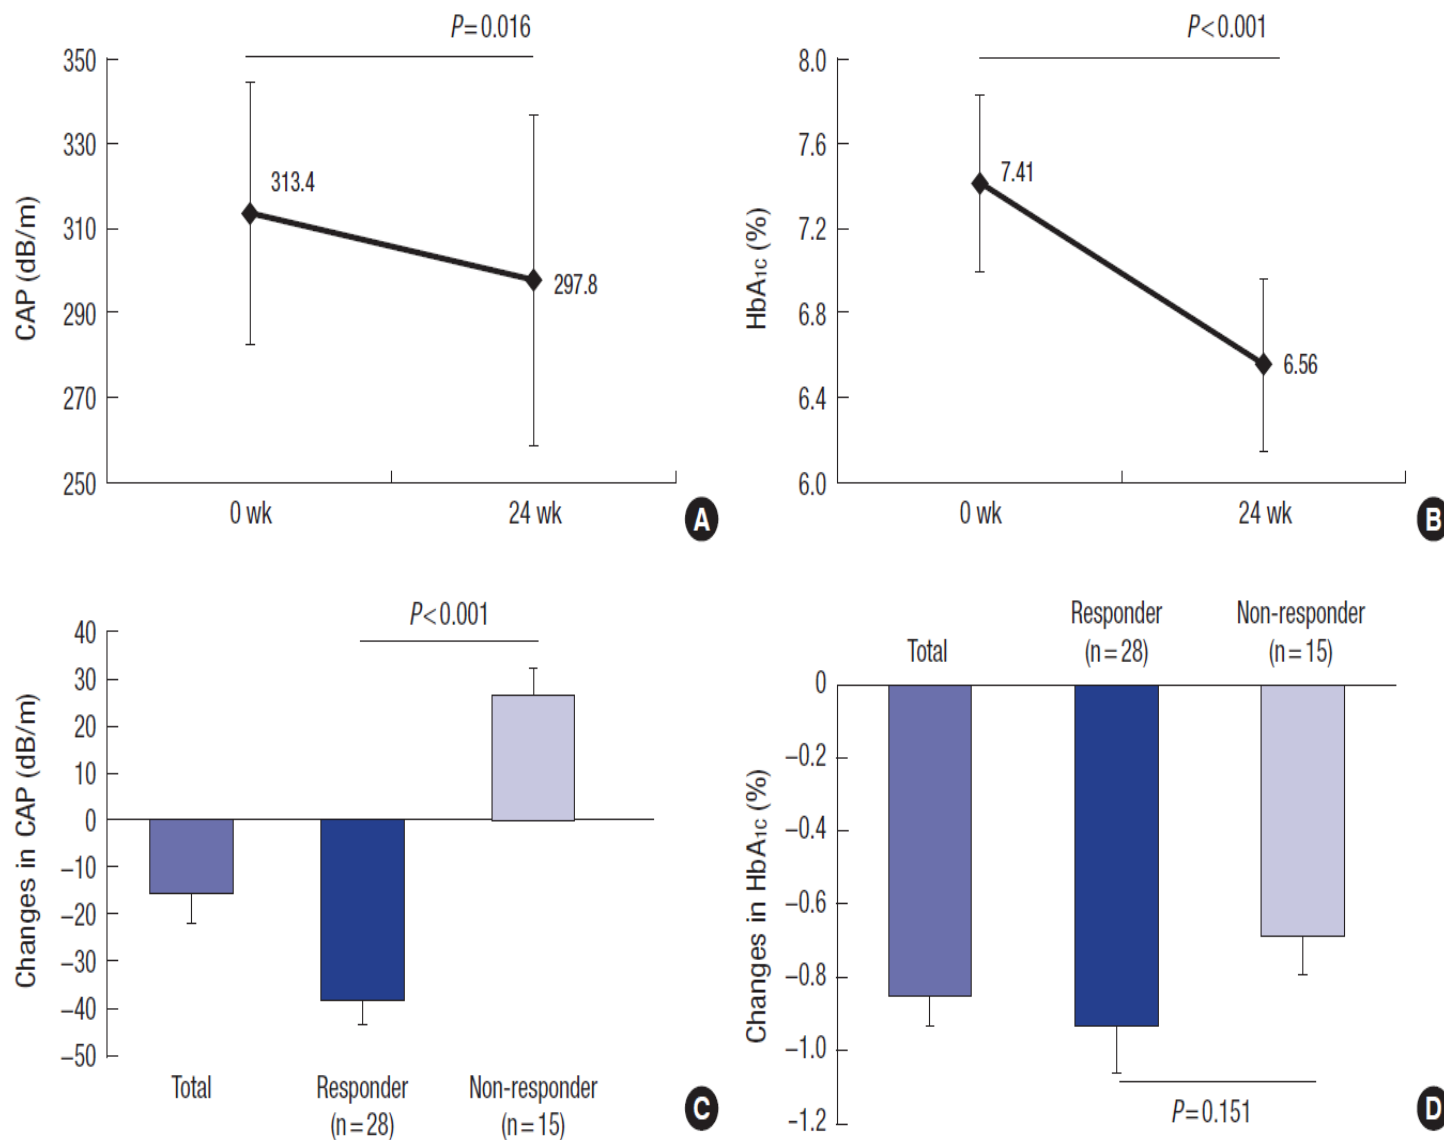 P=0.016
350
330
310
290
270
250
CAP (dB/m)
313.4
297.8
0 wk
24 wk
A
P<0.001
8.0
7.6
7.2
6.8
6.4
6.0
HbA1C (%)
7.41
6.56
0 wk
24 wk
B
P<0.001
40
30
20
10
0
–10
–20
–30
–40
–50
Changes in CAP (dB/m)
Total
Responder
(n=28)
Non-responder
(n=15)
C
Total
Responder
(n=28)
Non-responder
(n=15)
0
–0.2
–0.4
–0.6
–0.8
–1.0
–1.2
Changes in HbA1C (%)
P=0.151
D